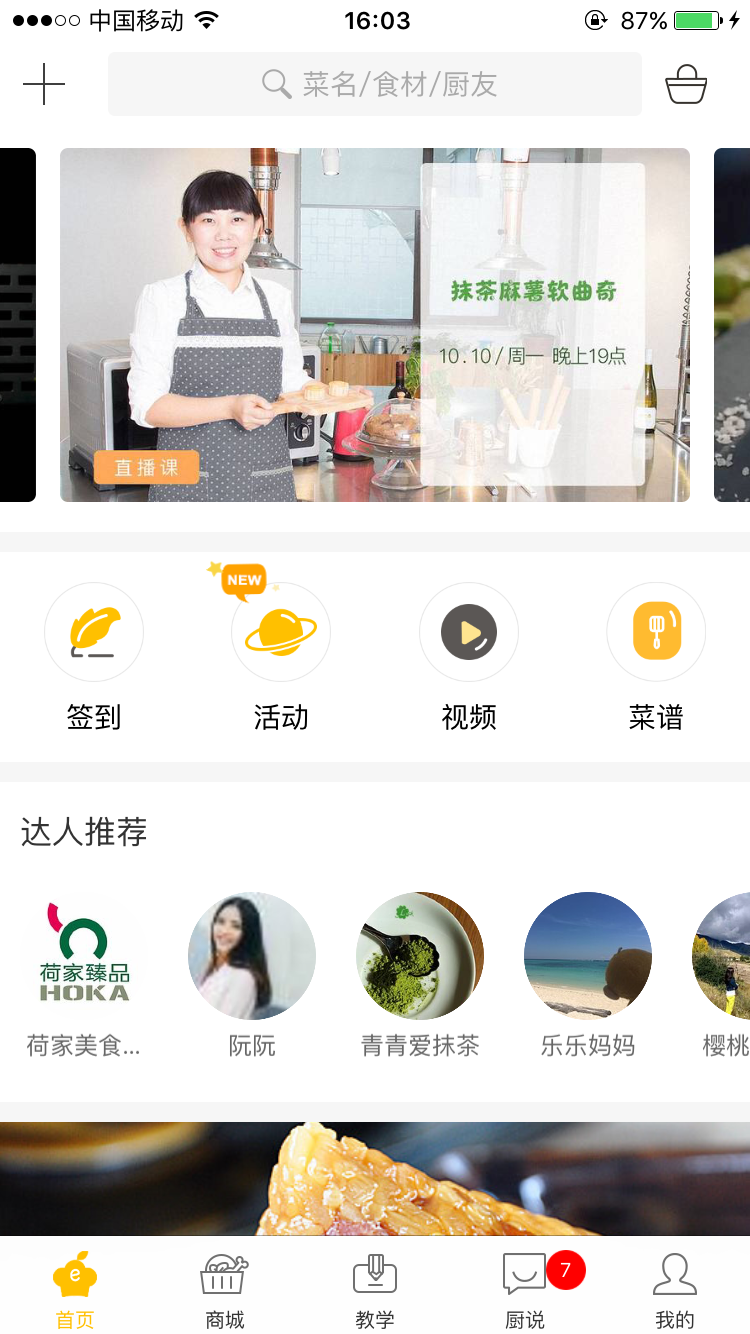 中国移动
16:03
87%
菜名/食材/厨友
抹茶麻薯软曲奇
10.10/周一 晚上19点
直播课
NEW
签到
活动
视频
菜谱
达人推荐
荷家臻品
HOKA
荷家美食...
阮阮
青青爱抹茶
乐乐妈妈
樱桃
7
首页
商城
教学
厨说
我的